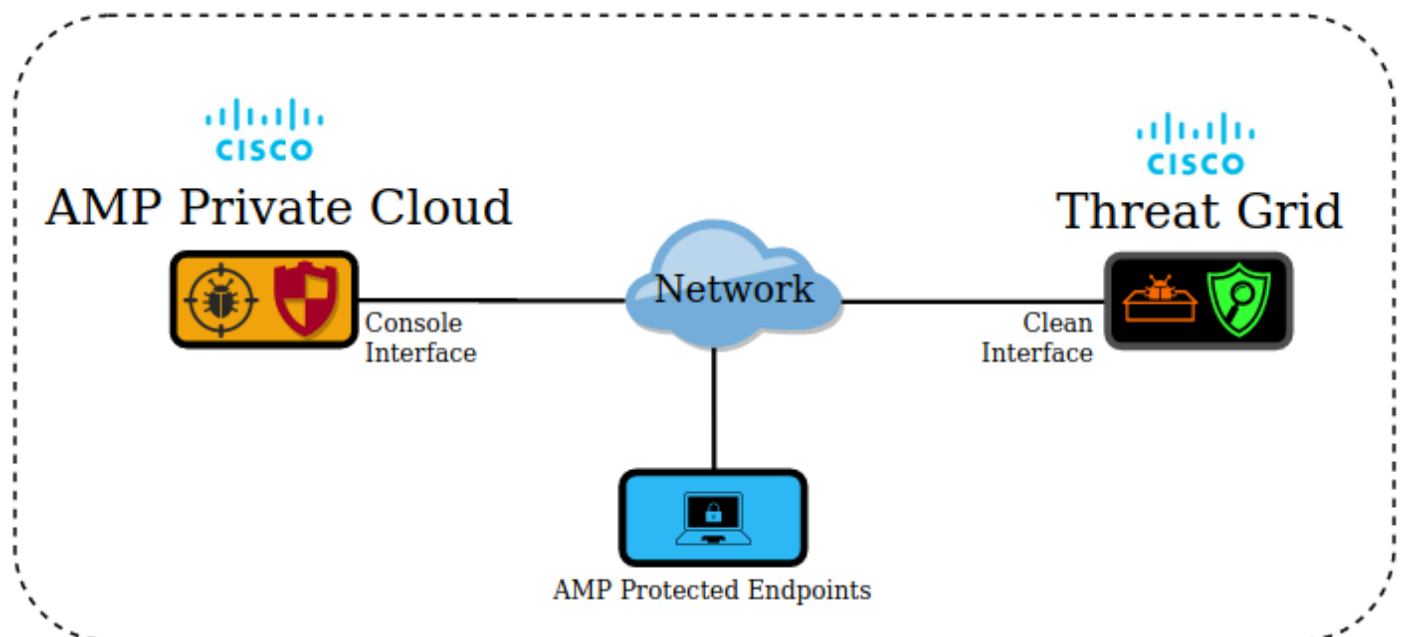 CISCO
AMP Private Cloud
CISCO
Threat Grid
Network
Console
Interface
Clean
Interface
AMP Protected Endpoints